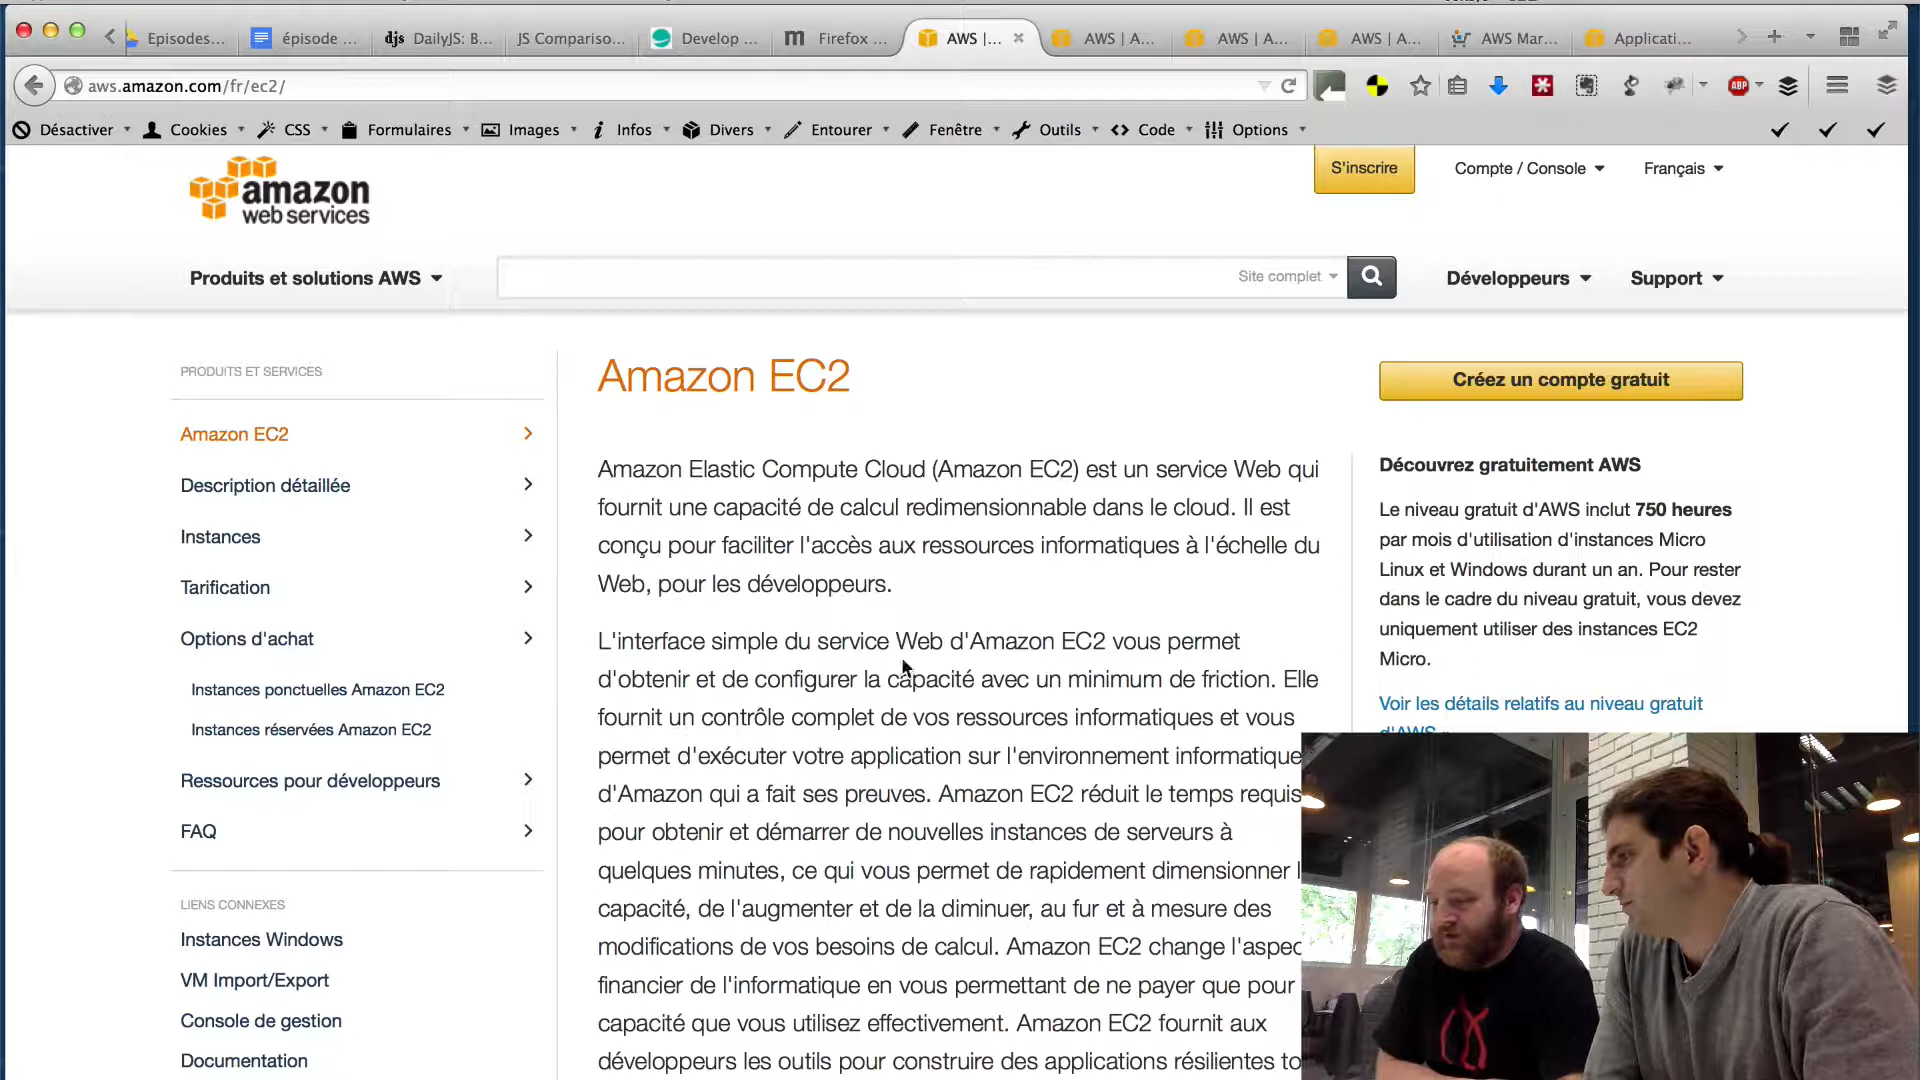 Episodes...
épisode ...
djs DailyJS: B...
JS Compariso...
Develop ...
m Firefox ...
AWS |...
AWS | A...
AWS | A...
AWS | A...
AWS Mar...
Applicati...
aws.amazon.com/fr/ec2/
ABP
Désactiver
Cookies
CSS
Formulaires
Images
Infos
Divers
Entourer
Fenêtre
Outils
Code
Options
amazon
web services
S'inscrire
Compte / Console
Français
Produits et solutions AWS
Site complet
Développeurs
Support
PRODUITS ET SERVICES
Amazon EC2
Description détaillée
Instances
Tarification
Options d'achat
Instances ponctuelles Amazon EC2
Instances réservées Amazon EC2
Ressources pour développeurs
FAQ
LIENS CONNEXES
Instances Windows
VM Import/Export
Console de gestion
Documentation
Amazon EC2
Amazon Elastic Compute Cloud (Amazon EC2) est un service Web qui
fournit une capacité de calcul redimensionnable dans le cloud. Il est
conçu pour faciliter l'accès aux ressources informatiques à l'échelle du
Web, pour les développeurs.
L'interface simple du service Web d'Amazon EC2 vous permet
d'obtenir et de configurer la capacité avec un minimum de friction. Elle
fournit un contrôle complet de vos ressources informatiques et vous
permet d'exécuter votre application sur l'environnement informatique
d'Amazon qui a fait ses preuves. Amazon EC2 réduit le temps requis
pour obtenir et démarrer de nouvelles instances de serveurs à
quelques minutes, ce qui vous permet de rapidement dimensionner l
capacité, de l'augmenter et de la diminuer, au fur et à mesure des
modifications de vos besoins de calcul. Amazon EC2 change l'aspec
financier de l'informatique en vous permettant de ne payer que pour
capacité que vous utilisez effectivement. Amazon EC2 fournit aux
développeurs les outils pour construire des applications résilientes to
Créez un compte gratuit
Découvrez gratuitement AWS
Le niveau gratuit d'AWS inclut 750 heures
par mois d'utilisation d'instances Micro
Linux et Windows durant un an. Pour rester
dans le cadre du niveau gratuit, vous devez
uniquement utiliser des instances EC2
Micro.
Voir les détails relatifs au niveau gratuit
d'AWS »